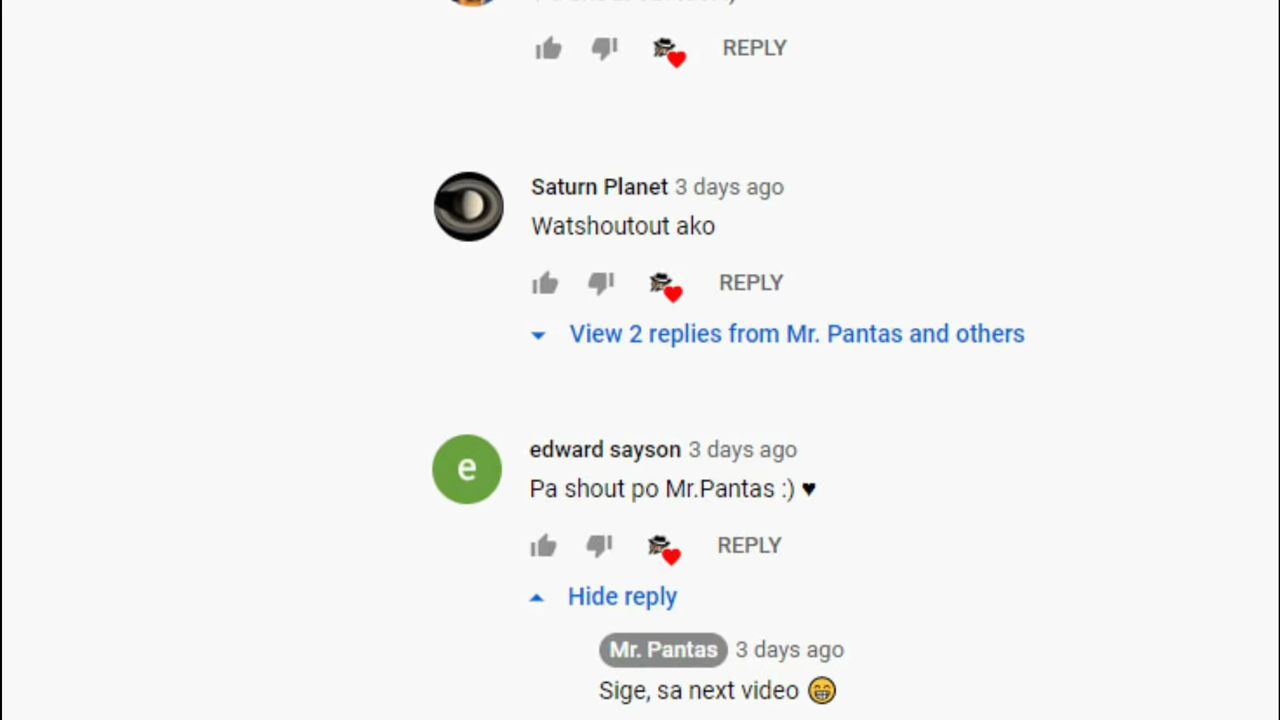 REPLY
Saturn Planet 3 days ago
Watshoutout ako
REPLY
View 2 replies from Mr. Pantas and others
e
edward sayson 3 days ago
Pa shout po Mr.Pantas :) ♥
REPLY
Hide reply
Mr. Pantas 3 days ago
Sige, sa next video 😁